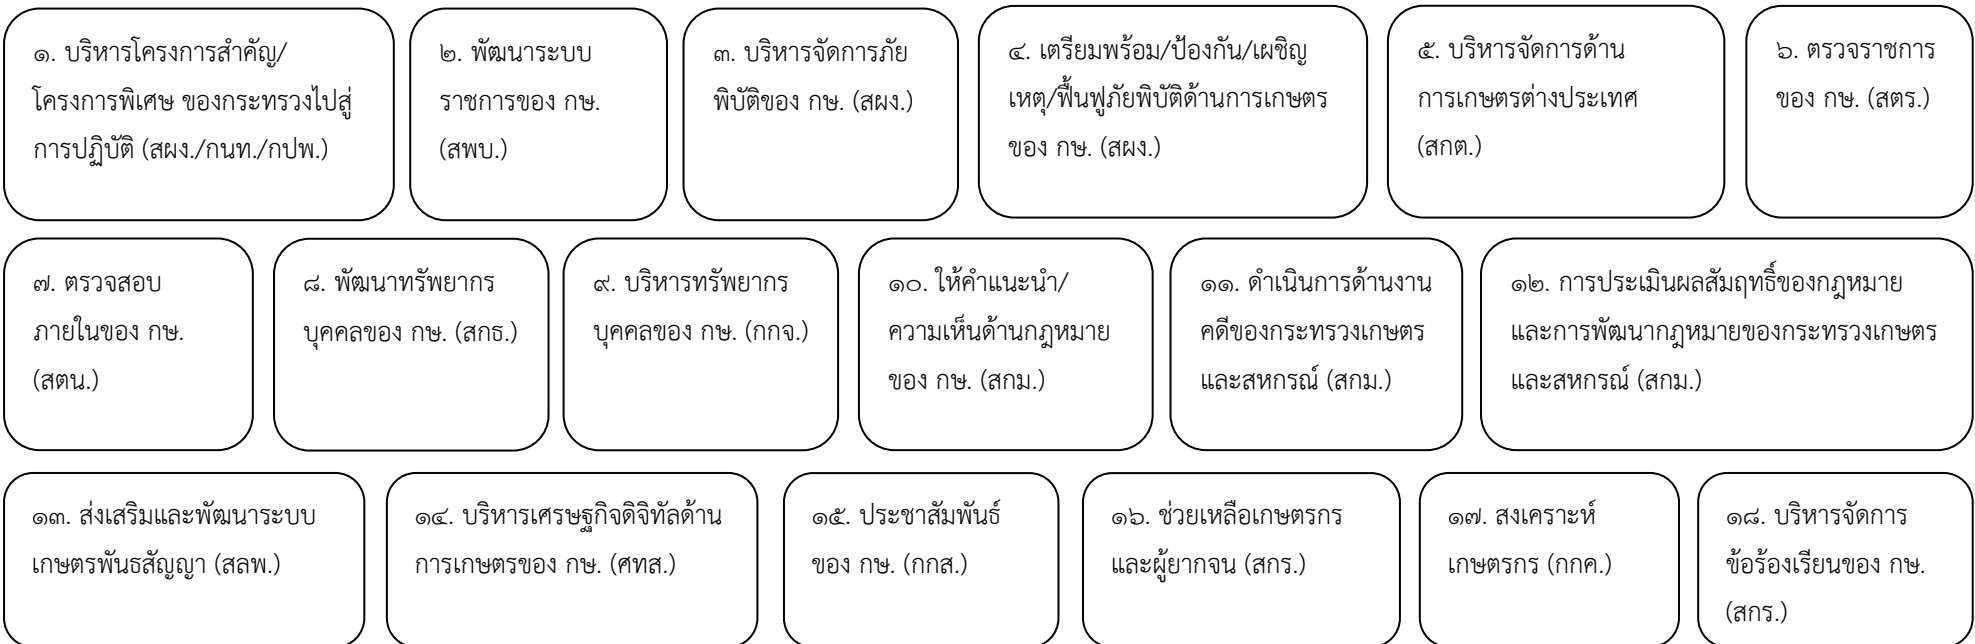 ๑. บริหารโครงการสำคัญ/
โครงการพิเศษ ของกระทรวงไปสู่
การปฏิบัติ (สผง./กนท./กปพ.)
๒. พัฒนาระบบ
ราชการของ กษ.
(สพบ.)
๓. บริหารจัดการภัย
พิบัติของ กษ. (สผง.)
๔. เตรียมพร้อม/ป้องกัน/เผชิญ
เหตุ/ฟื้นฟูภัยพิบัติด้านการเกษตร
ของ กษ. (สผง.)
๕. บริหารจัดการด้าน
การเกษตรต่างประเทศ
(สกต.)
๖. ตรวจราชการ
ของ กษ. (สตร.)
๗. ตรวจสอบ
ภายในของ กษ.
(สตน.)
๘. พัฒนาทรัพยากร
บุคคลของ กษ. (สกธ.)
๙. บริหารทรัพยากร
บุคคลของ กษ. (กกจ.)
๑๐. ให้คำแนะนำ/
ความเห็นด้านกฎหมาย
ของ กษ. (สกม.)
๑๑. ดำเนินการด้านงาน
คดีของกระทรวงเกษตร
และสหกรณ์ (สกม.)
๑๒. การประเมินผลสัมฤทธิ์ของกฎหมาย
และการพัฒนากฎหมายของกระทรวงเกษตร
และสหกรณ์ (สกม.)
๑๓. ส่งเสริมและพัฒนาระบบ
เกษตรพันธสัญญา (สลพ.)
๑๔. บริหารเศรษฐกิจดิจิทัลด้าน
การเกษตรของ กษ. (ศทส.)
๑๕. ประชาสัมพันธ์
ของ กษ. (กกส.)
๑๖. ช่วยเหลือเกษตรกร
และผู้ยากจน (สกร.)
๑๗. สงเคราะห์
เกษตรกร (กกค.)
๑๘. บริหารจัดการ
ข้อร้องเรียนของ กษ.
(สกร.)